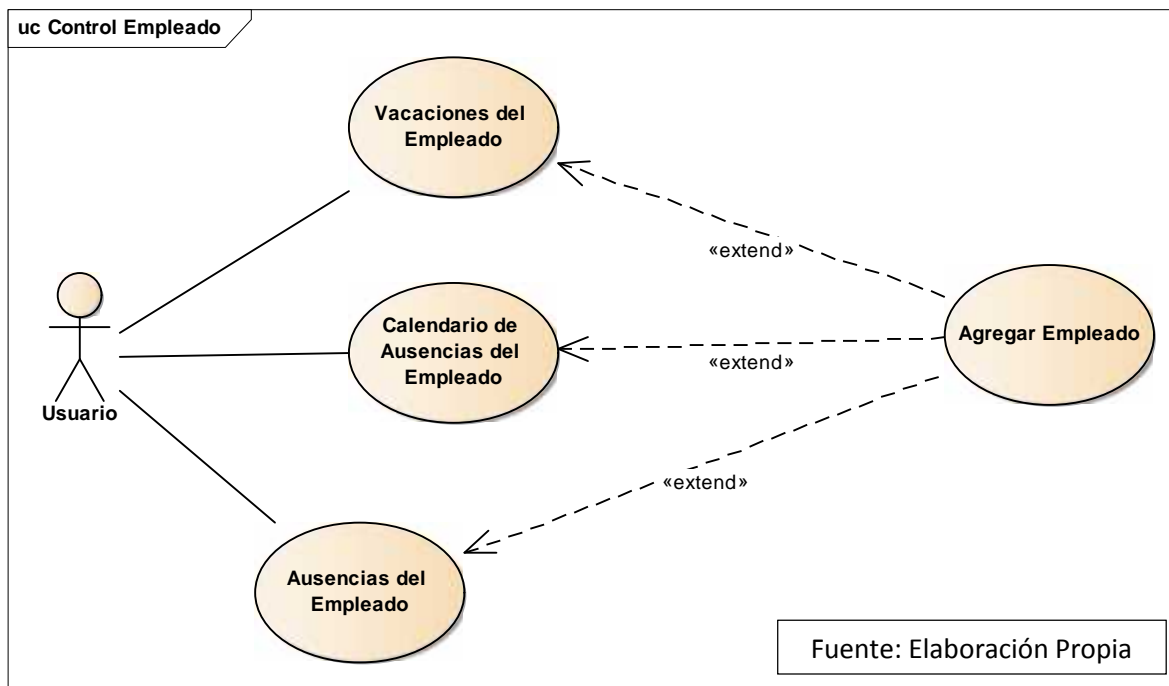 uc Control Empleado
Vacaciones del
Empleado
«extend»
Calendario de
Ausencias del
Empleado
«extend»
Agregar Empleado
Usuario
«extend»
Ausencias del
Empleado
Fuente: Elaboración Propia